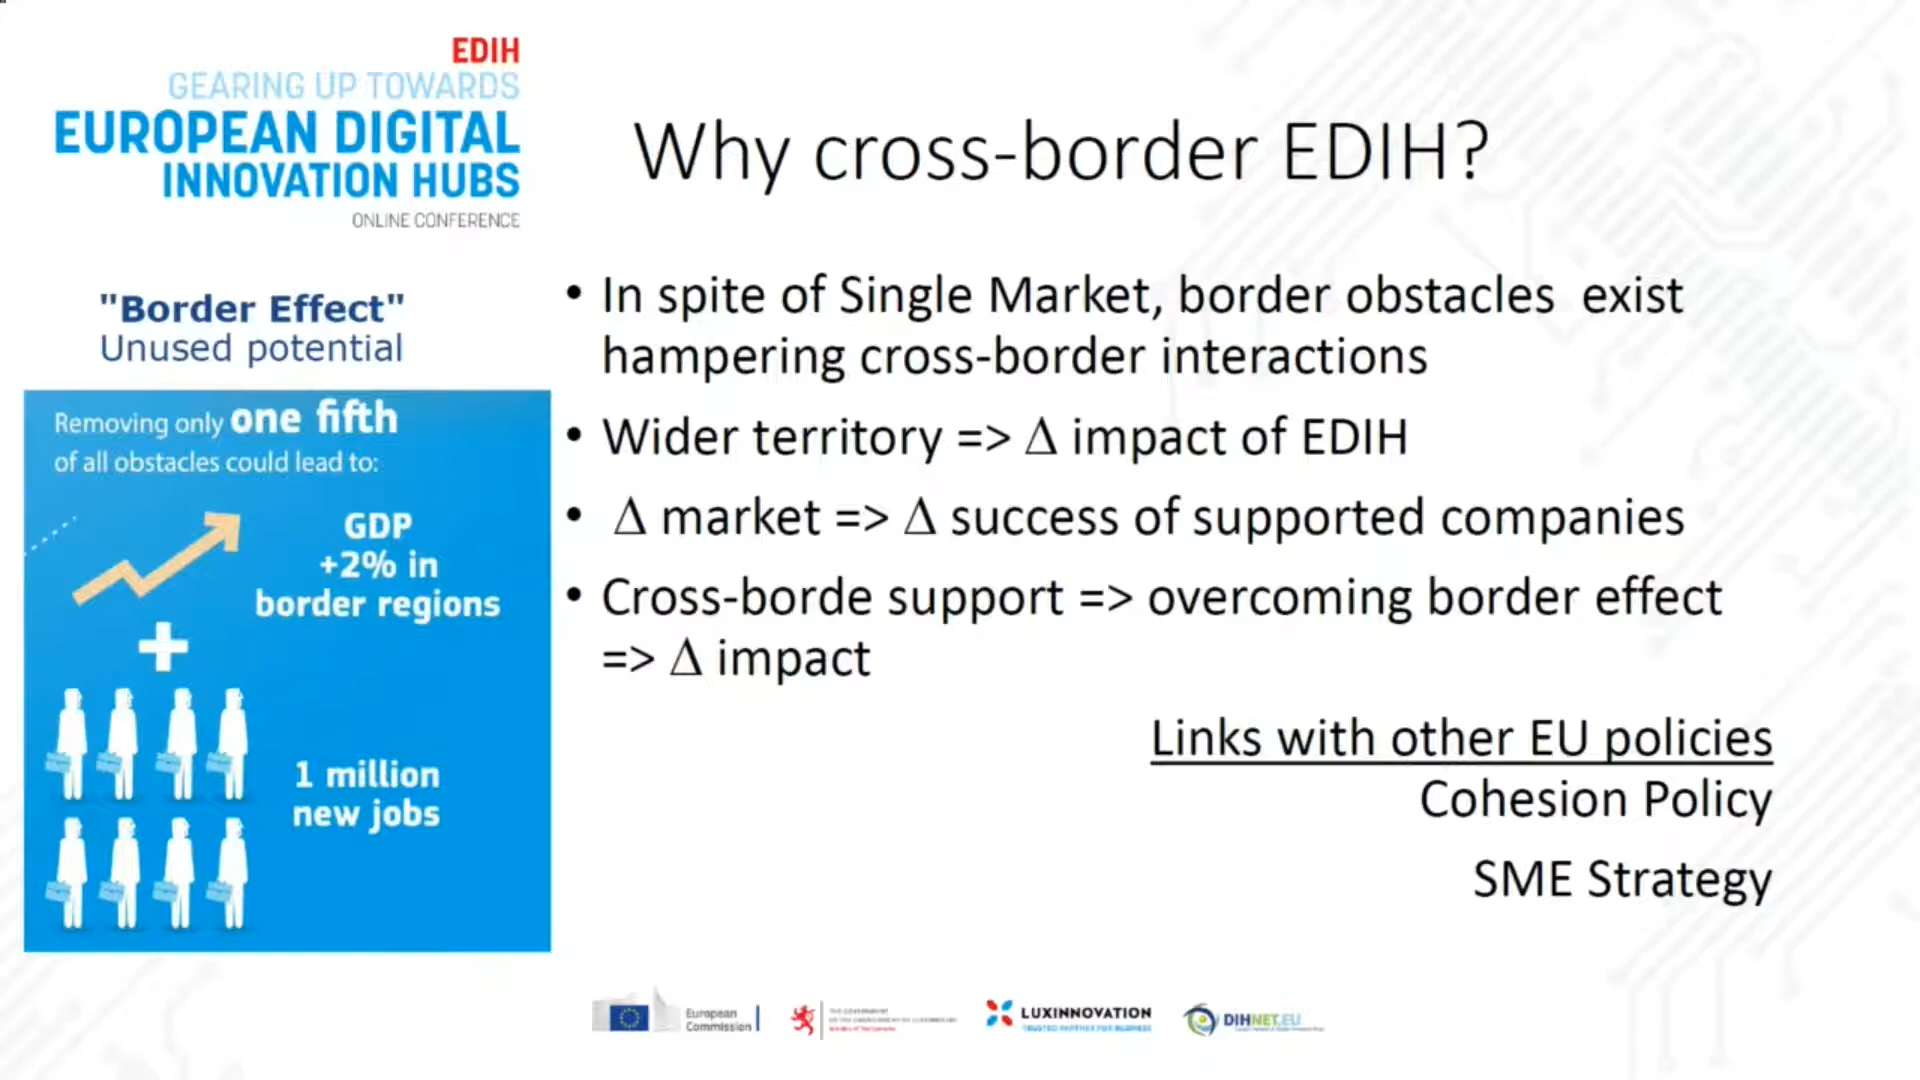 EDIH
GEARING UP TOWARDS
EUROPEAN DIGITAL
INNOVATION HUBS
ONLINE CONFERENCE
Why cross-border EDIH?
"Border Effect"
Unused potential
Removing only one fifth
of all obstacles could lead to:
GDP
+2% in
border regions
1 million
new jobs
• In spite of Single Market, border obstacles  exist
hampering cross-border interactions
• Wider territory => Δ impact of EDIH
• Δ market => Δ success of supported companies
• Cross-borde support => overcoming border effect
=> Δ impact
Links with other EU policies
Cohesion Policy
SME Strategy
European
Commission
LUXINNOVATION
TRUSTED PARTNER FOR BUSINESS
DIHNET.EU